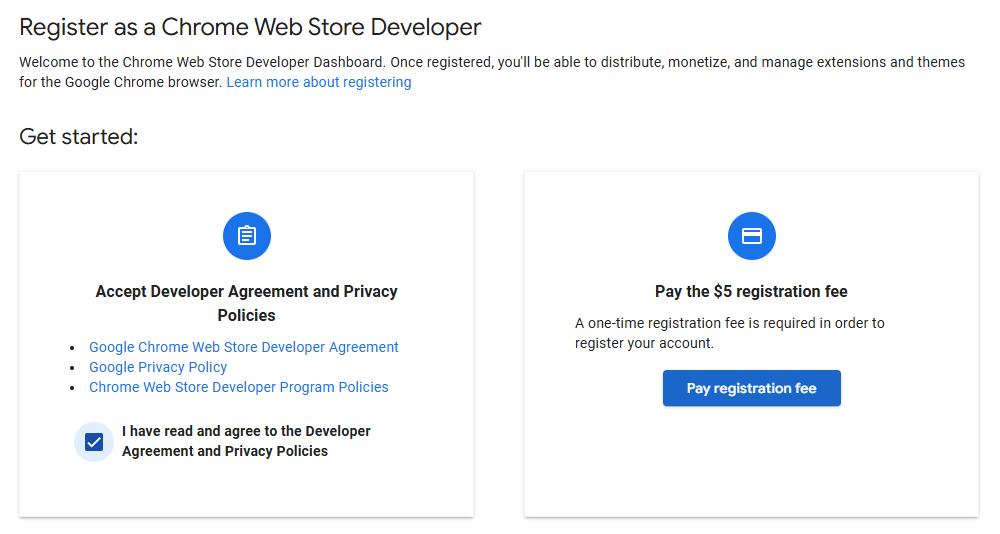 Register as a Chrome Web Store Developer
Welcome to the Chrome Web Store Developer Dashboard. Once registered, you'll be able to distribute, monetize, and manage extensions and themes
for the Google Chrome browser. Learn more about registering
Get started:
Accept Developer Agreement and Privacy
Policies
Google Chrome Web Store Developer Agreement
Google Privacy Policy
Chrome Web Store Developer Program Policies
I have read and agree to the Developer
Agreement and Privacy Policies
Pay the $5 registration fee
A one-time registration fee is required in order to
register your account.
Pay registration fee